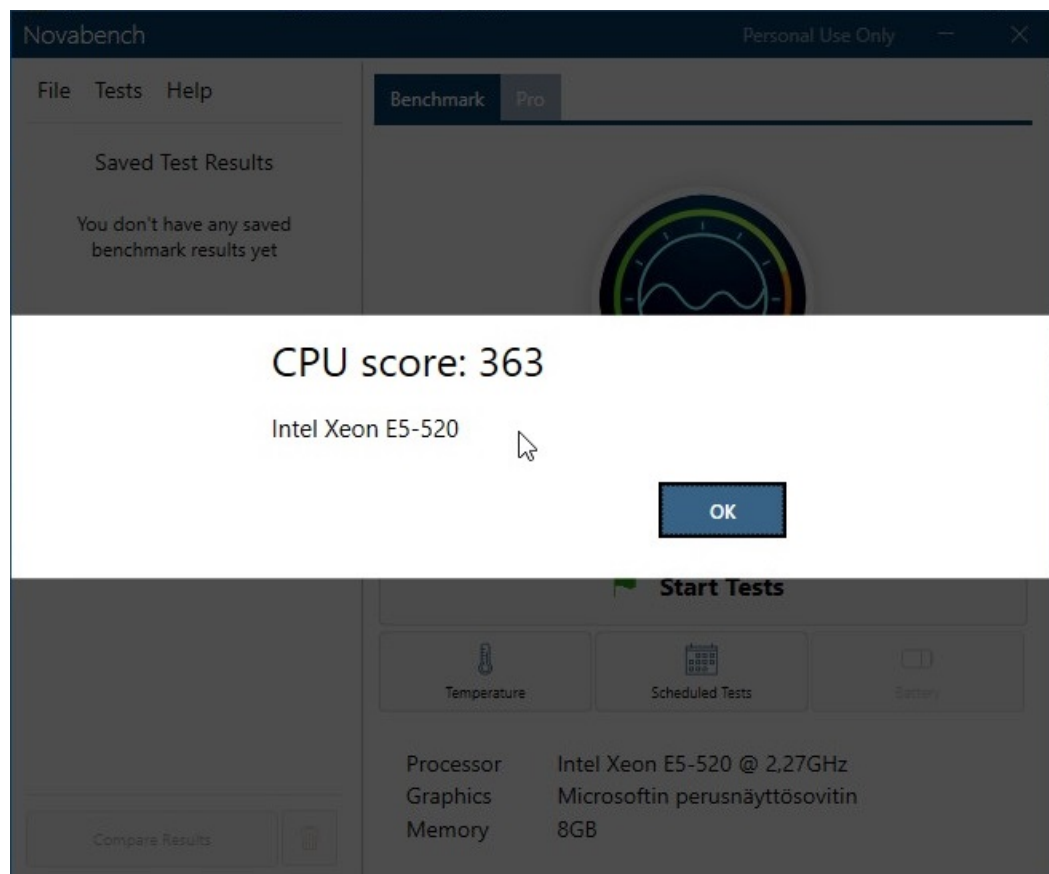 Novabench
Personal Use Only
File Tests Help
Benchmark Pro
Saved Test Results
You don't have any saved
benchmark results yet
CPU score: 363
Intel Xeon E5-520
OK
Start Tests
Temperature
Scheduled Tests
Battery
Processor Intel Xeon E5-520 @ 2,27GHz
Graphics Microsoftin perusnäyttösovitin
Memory 8GB
Compare Results